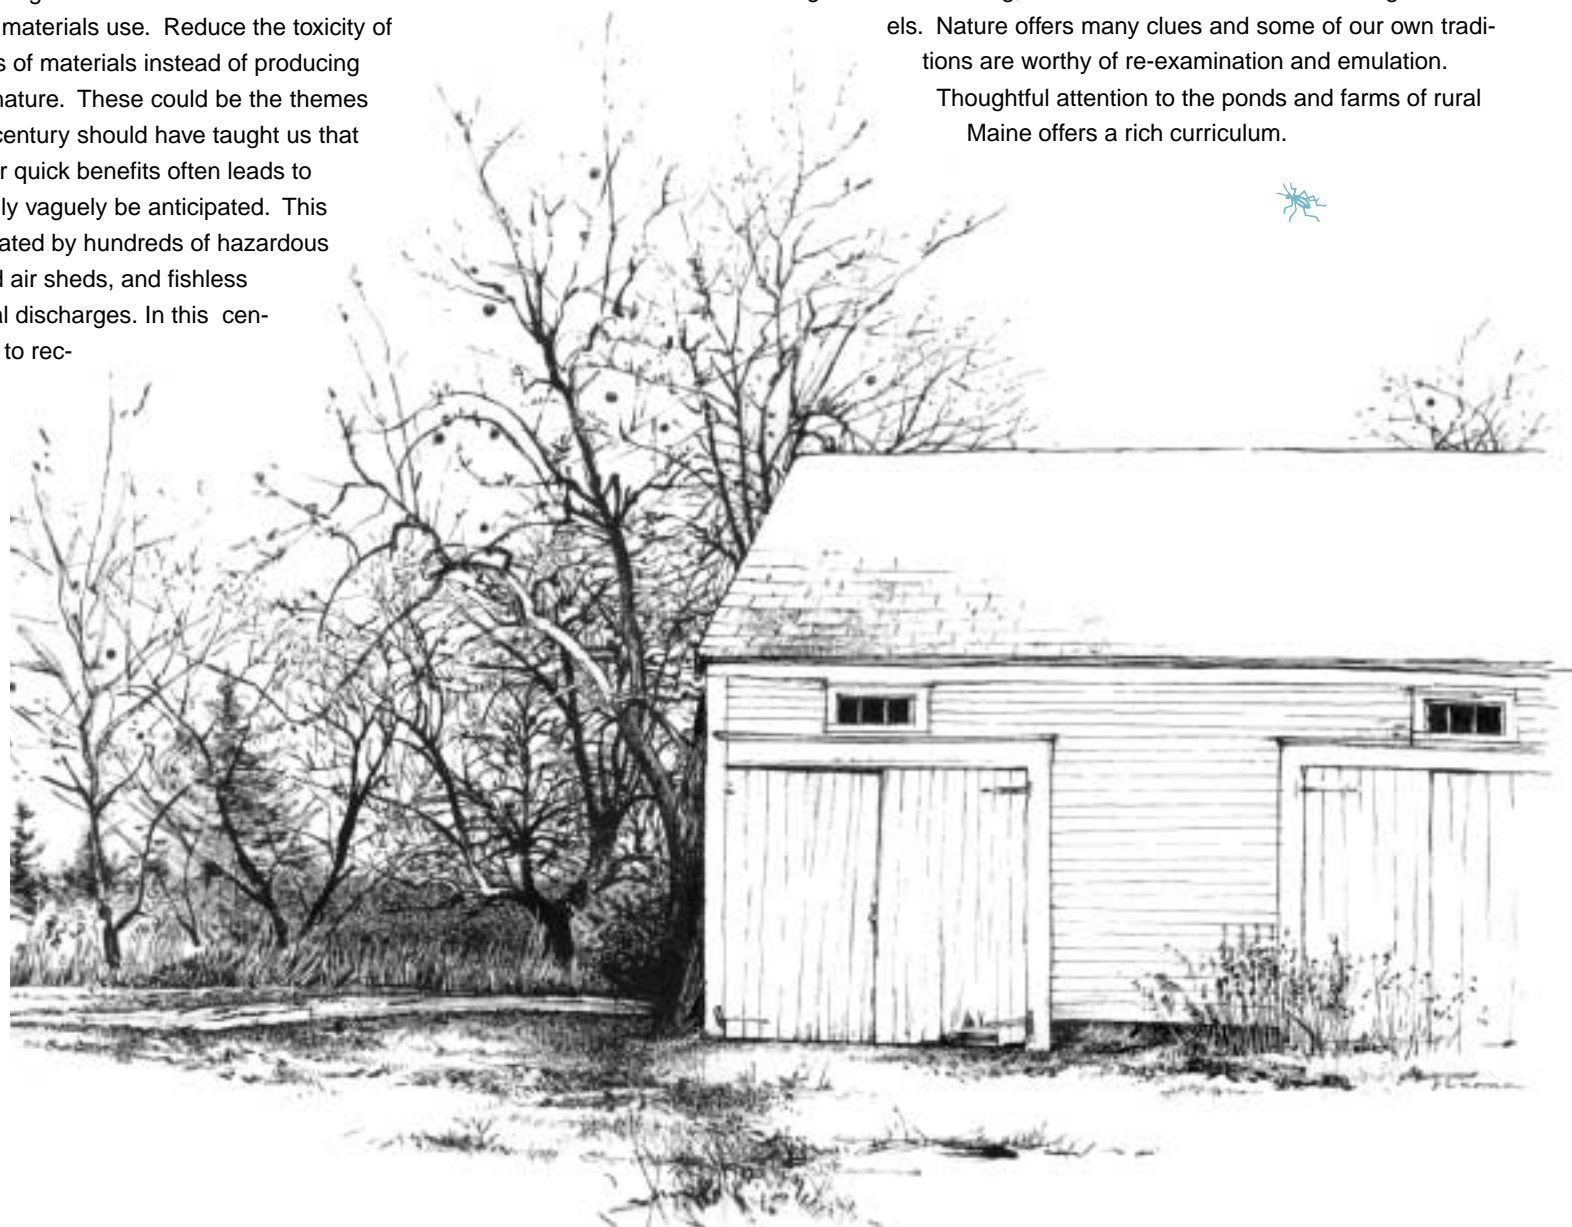 materials use. Reduce the toxicity of
s of materials instead of producing
nature. These could be the themes
century should have taught us that
r quick benefits often leads to
ly vaguely be anticipated. This
ated by hundreds of hazardous
d air sheds, and fishless
al discharges. In this cen-
to rec-
els. Nature offers many clues and some of our own tradi-
tions are worthy of re-examination and emulation.
Thoughtful attention to the ponds and farms of rural
Maine offers a rich curriculum.